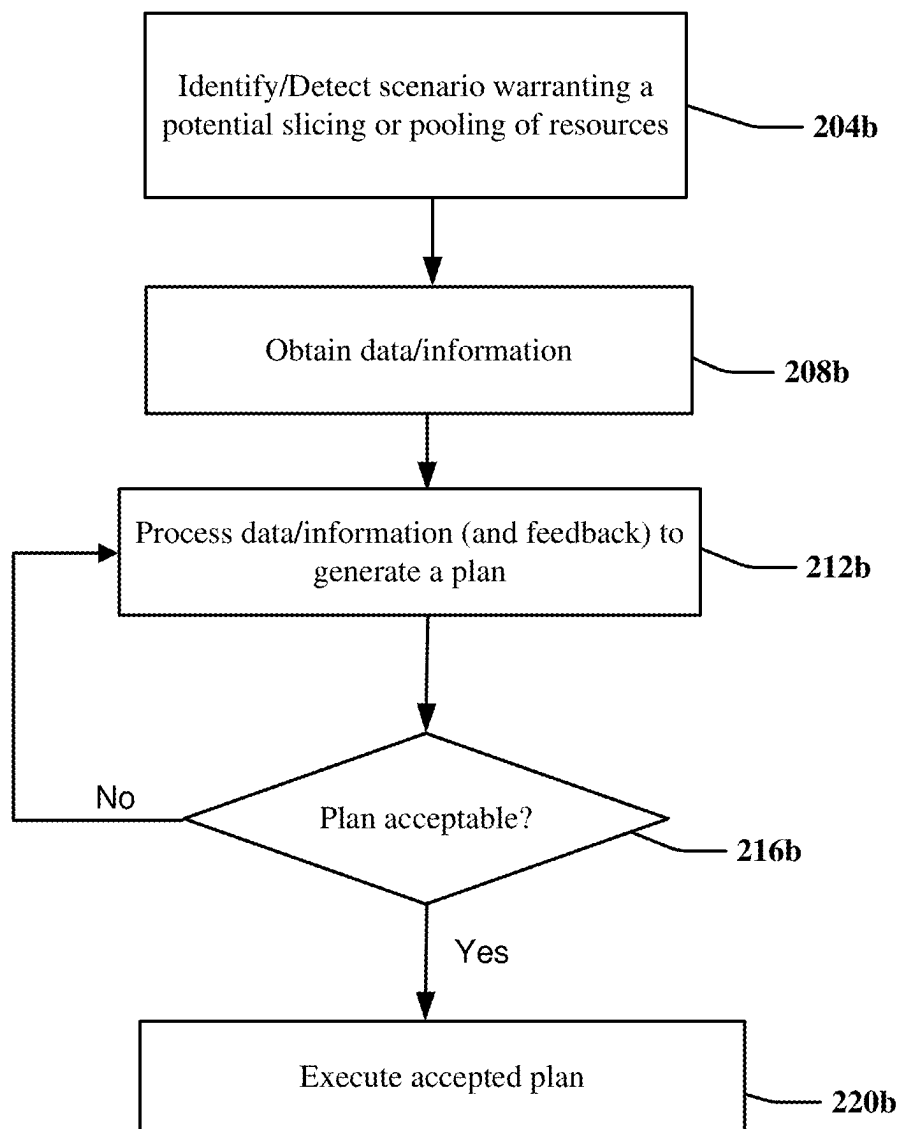 Identify/Detect scenario warranting a
potential slicing or pooling of resources
204b
Obtain data/information
208b
Process data/information (and feedback) to
generate a plan
212b
No
Plan acceptable?
216b
Yes
Execute accepted plan
220b